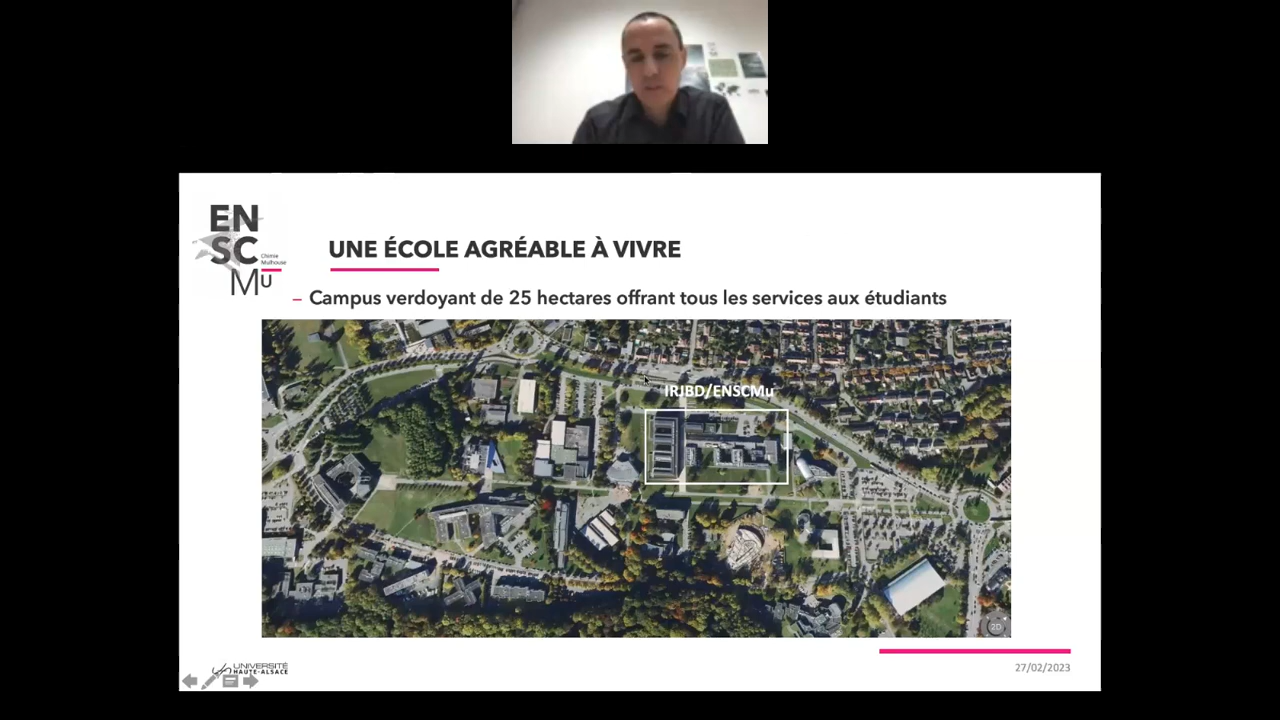 EN
SC
Chimie
Mulhouse
Mu
UNE ÉCOLE AGRÉABLE À VIVRE
– Campus verdoyant de 25 hectares offrant tous les services aux étudiants
IRJBD/ENSCMu
2D
UNIVERSITÉ
HAUTE-ALSACE
27/02/2023